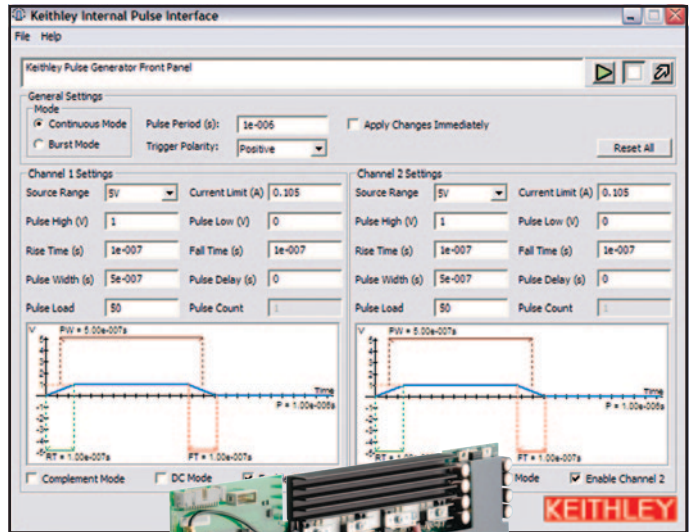 Keithley Internal Pulse Interface
File Help
Keithley Pulse Generator Front Panel
General Settings
Mode
Continuous Mode Pulse Period (s): 1e-006 Apply Changes Immediately
Burst Mode Trigger Polarity: Positive Reset All
Channel 1 Settings
Source Range 5V Current Limit (A) 0.105
Pulse High (V) 1 Pulse Low (V) 0
Rise Time (s) 1e-007 Fall Time (s) 1e-007
Pulse Width (s) 5e-007 Pulse Delay (s) 0
Pulse Load 50 Pulse Count 1
V PW = 5.00e-007s
Time
P = 1.00e-006s
RT = 1.00e-007s FT = 1.00e-007s
Complement Mode DC Mode
Channel 2 Settings
Source Range 5V Current Limit (A) 0.105
Pulse High (V) 1 Pulse Low (V) 0
Rise Time (s) 1e-007 Fall Time (s) 1e-007
Pulse Width (s) 5e-007 Pulse Delay (s) 0
Pulse Load 50 Pulse Count 1
V PW = 5.00e-007s
Time
P = 1.00e-006s
RT = 1.00e-007s FT = 1.00e-007s
Mode Enable Channel 2
KEITHLEY